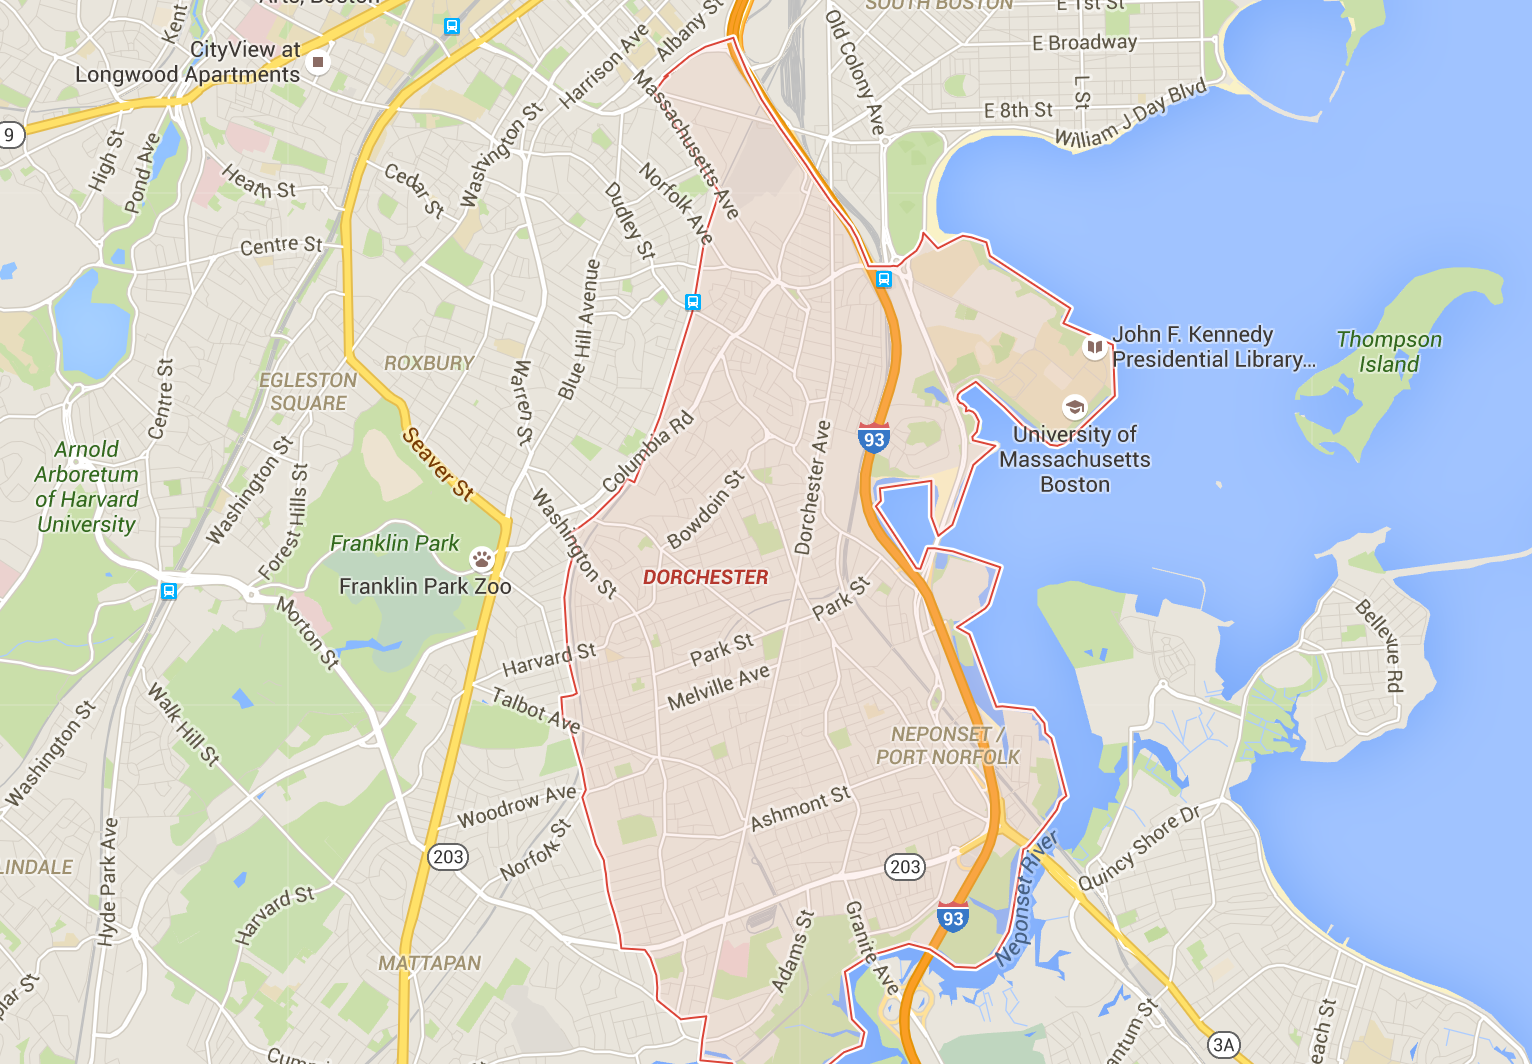 Arts, Boston
Kent
SOUTH BOSTON
E 1st St
CityView at
Longwood Apartments
Harrison Ave
Albany St
Old Colony Ave
E Broadway
L St
E 8th St
William J Day Blvd
9
High St
Pond Ave
Heath St
Cedar St
Washington St
Massachusetts Ave
Norfolk Ave
Dudley St
Centre St
Blue Hill Avenue
ROXBURY
EGLESTON
SQUARE
Warren St
Centre St
John F. Kennedy
Presidential Library...
Thompson
Island
University of
Massachusetts
Boston
93
Dorchester Ave
Columbia Rd
Bowdoin St
Seaver St
Arnold
Arboretum
of Harvard
University
Washington St
Forest Hills St
Franklin Park
Franklin Park Zoo
Washington St
DORCHESTER
Park St
Park St
Melville Ave
Harvard St
Talbot Ave
Morton St
Walk Hill St
Washington St
Bellevue Rd
NEPONSET /
PORT NORFOLK
Woodrow Ave
Norfolk St
Ashmont St
203
203
Quincy Shore Dr
Neponset River
93
LINDALE
Hyde Park Ave
Harvard St
MATTAPAN
Adams St
Granite Ave
3A